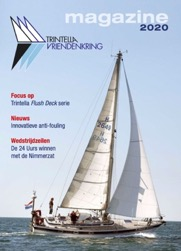 magazine
2020
TRINTELLA
VRIENDENKRING
Focus op
Trintella Flush Deck serie
Nieuws
innovatieve anti-fouling
Wedstrijdzeilen
De 24 Uurs winnen
met de Nimmerzat